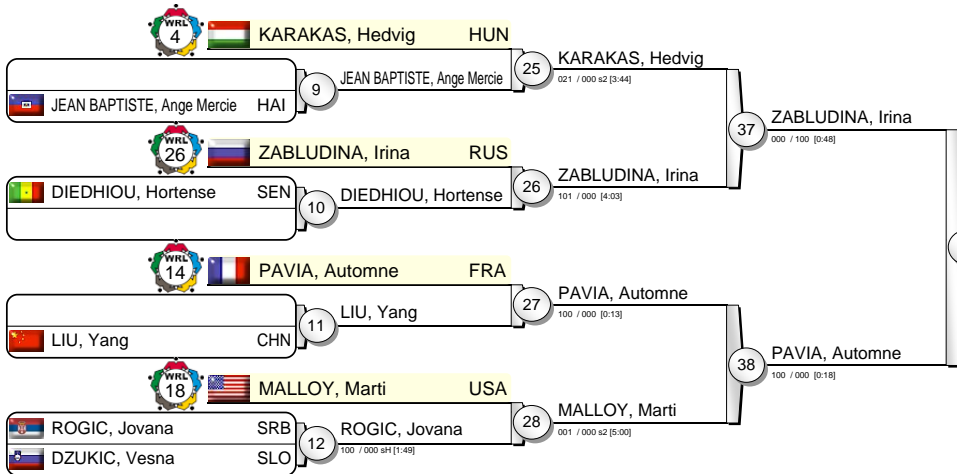 WRL
4
KARAKAS, Hedvig HUN
JEAN BAPTISTE, Ange Mercie HAI
9
JEAN BAPTISTE, Ange Mercie
25
KARAKAS, Hedvig
021 / 000 s2 [3:44]
WRL
26
ZABLUDINA, Irina RUS
DIEDHIOU, Hortense SEN
10
DIEDHIOU, Hortense
26
ZABLUDINA, Irina
101 / 000 [4:03]
37
ZABLUDINA, Irina
000 / 100 [0:48]
WRL
14
PAVIA, Automne FRA
LIU, Yang CHN
11
LIU, Yang
27
PAVIA, Automne
100 / 000 [0:13]
WRL
18
MALLOY, Marti USA
ROGIC, Jovana SRB
DZUKIC, Vesna SLO
12
ROGIC, Jovana
100 / 000 sH [1:49]
28
MALLOY, Marti
001 / 000 s2 [5:00]
38
PAVIA, Automne
100 / 000 [0:18]